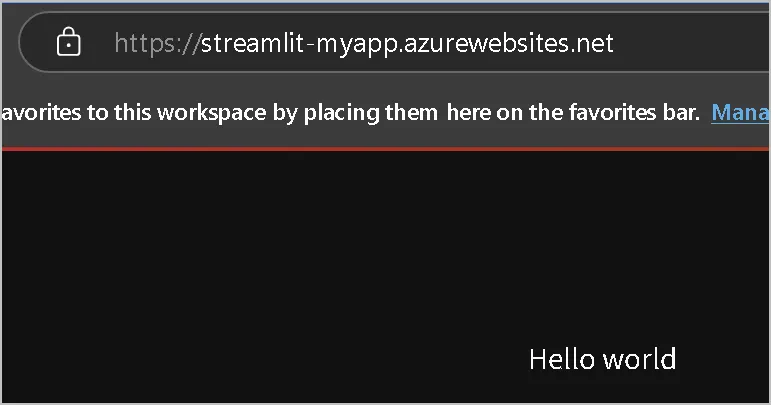 https://streamlit-myapp.azurewebsites.net
avorites to this workspace by placing them here on the favorites bar. Mana
Hello world